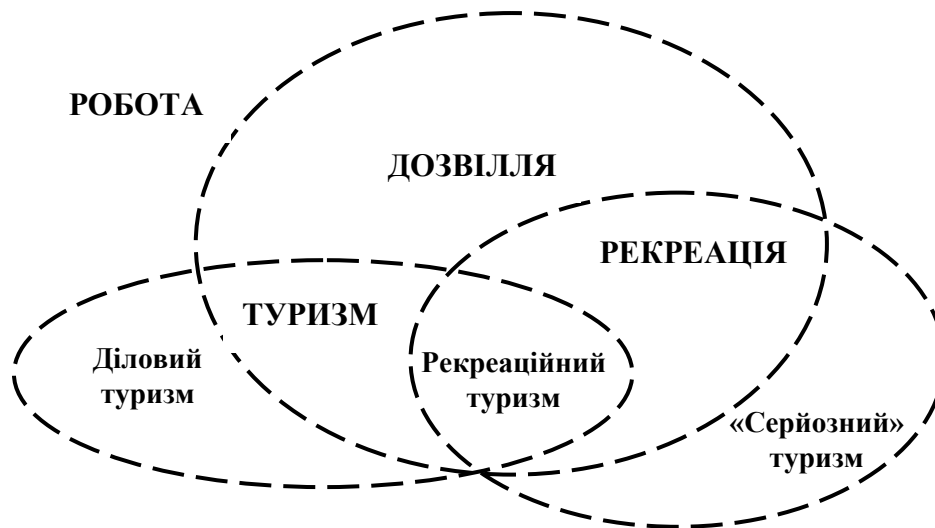 РОБОТА
ДОЗВІЛЛЯ
РЕКРЕАЦІЯ
ТУРИЗМ
Діловий
туризм
Рекреаційний
туризм
«Серйозний»
туризм